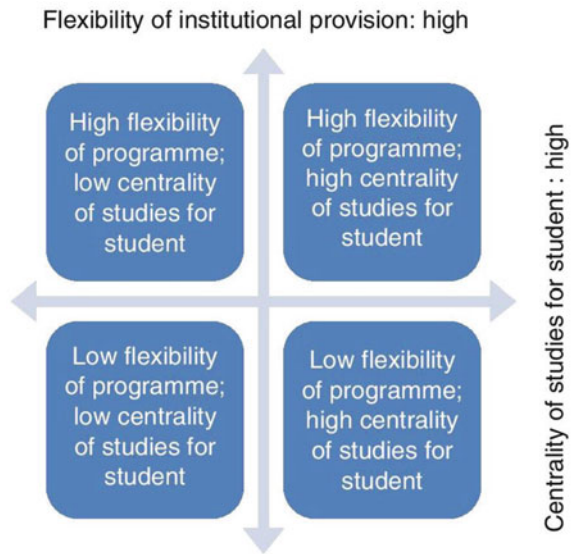 Flexibility of institutional provision: high
High flexibility
of programme;
low centrality
of studies for
student
High flexibility
of programme;
high centrality
of studies for
student
Low flexibility
of programme;
low centrality
of studies for
student
Low flexibility
of programme;
high centrality
of studies for
student
Centrality of studies for student : high